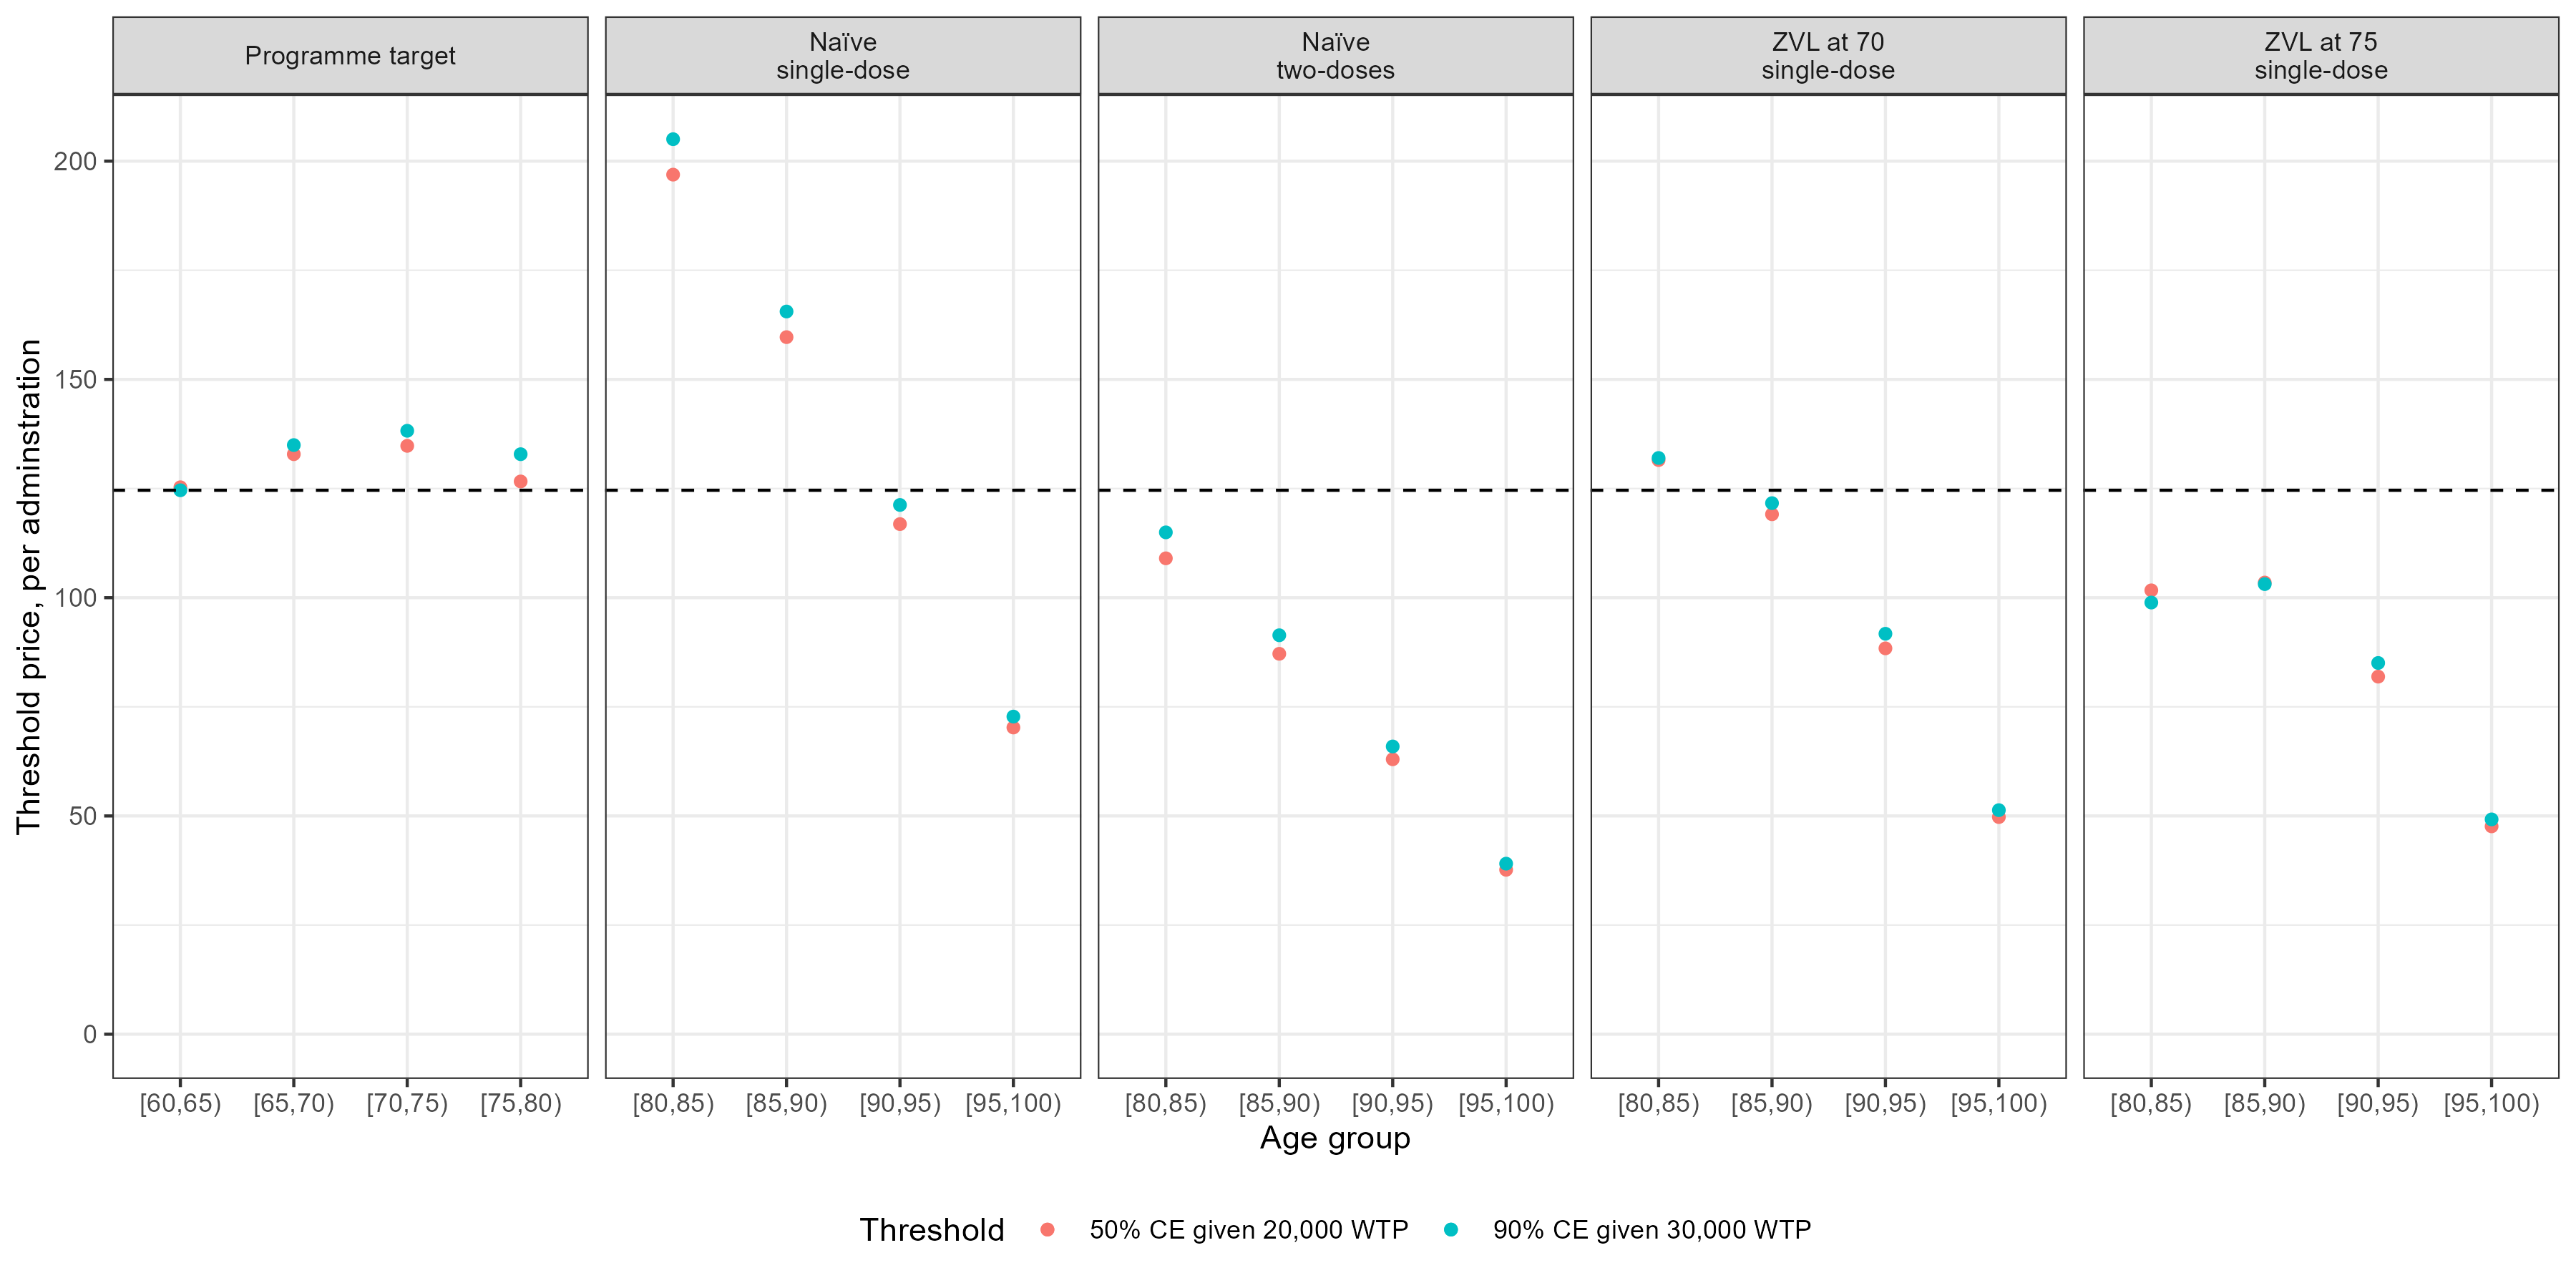 Programme target
Naïve
single-dose
Naïve
two-doses
ZVL at 70
single-dose
ZVL at 75
single-dose
Threshold price, per adminstration
200
150
100
50
0
[60,65) [65,70) [70,75) [75,80)
[80,85) [85,90) [90,95) [95,100)
[80,85) [85,90) [90,95) [95,100)
[80,85) [85,90) [90,95) [95,100)
[80,85) [85,90) [90,95) [95,100)
Age group
Threshold 50% CE given 20,000 WTP 90% CE given 30,000 WTP